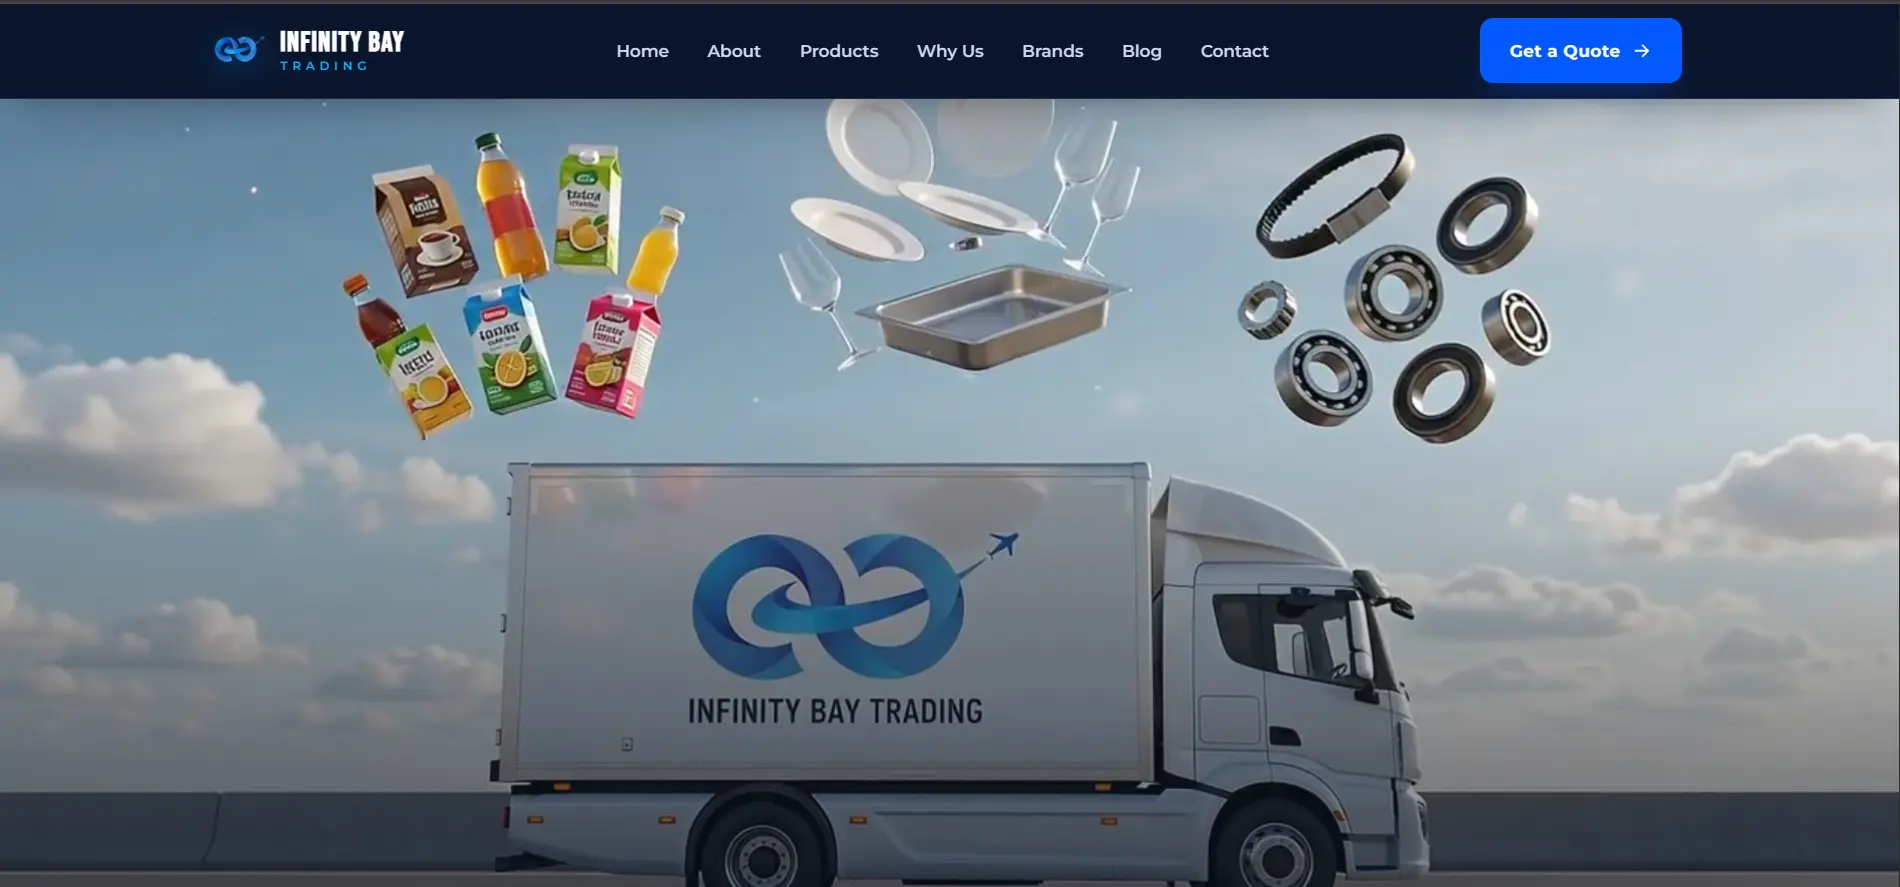 INFINITY BAY
TRADING
Home
About
Products
Why Us
Brands
Blog
Contact
Get a Quote
INFINITY BAY TRADING